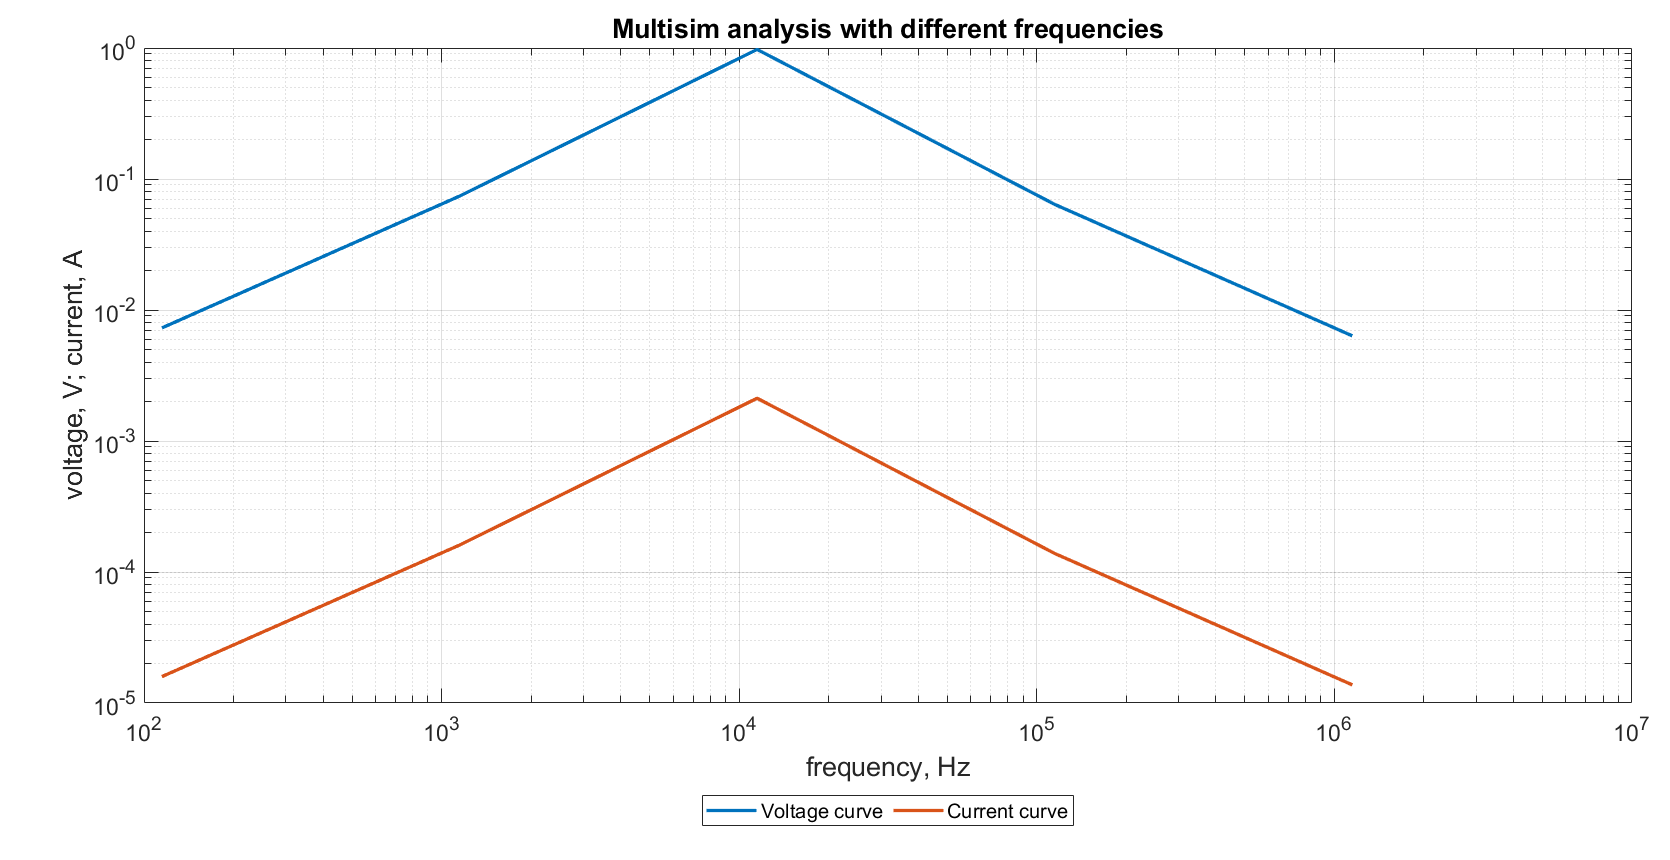 Multisim analysis with different frequencies
10^0
10^-1
10^-2
10^-3
10^-4
10^-5
voltage, V; current, A
10^2 10^3 10^4 10^5 10^6 10^7
frequency, Hz
Voltage curve Current curve